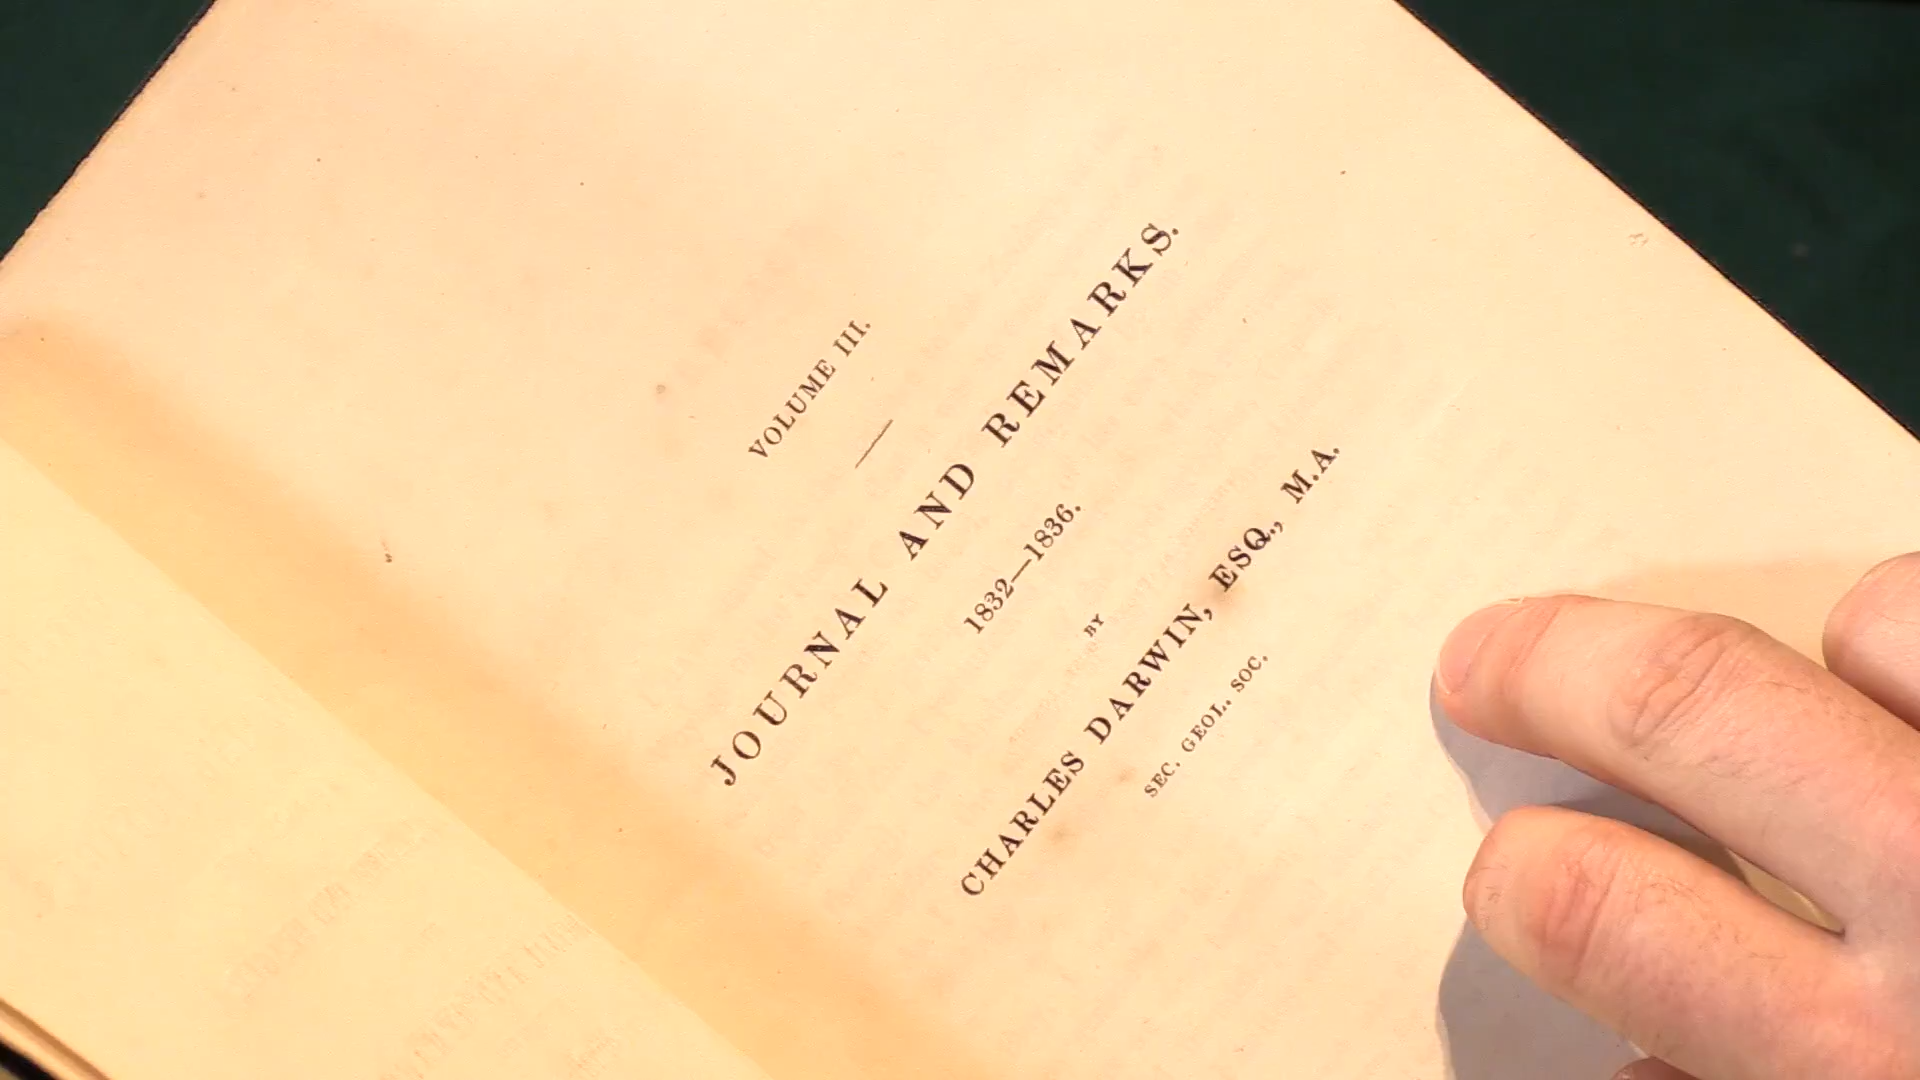 VOLUME III.
JOURNAL AND REMARKS.
1832—1836.
BY
CHARLES DARWIN, ESQ., M.A.
SEC. GEOL. SOC.